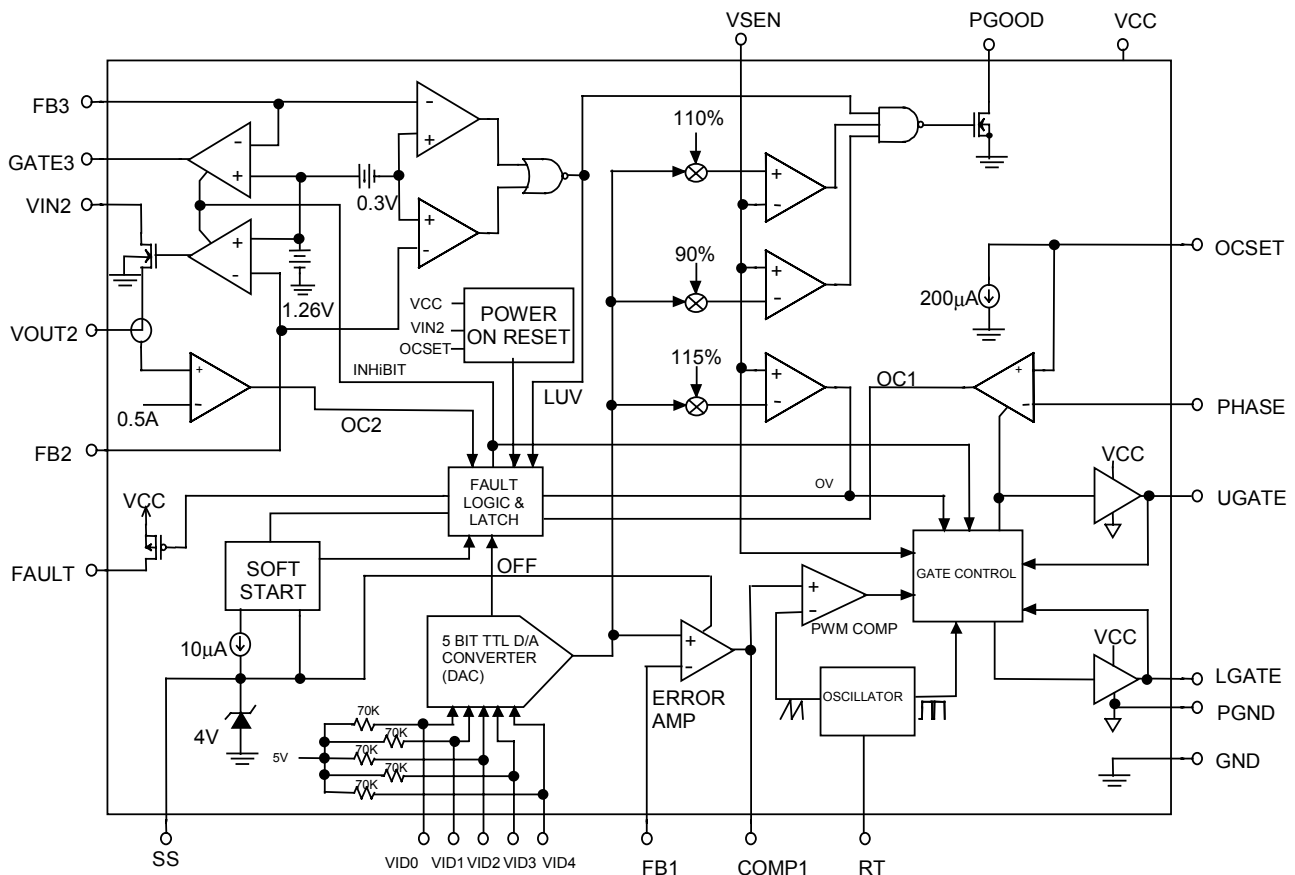 VSEN
PGOOD
VCC
FB3
GATE3
VIN2
VOUT2
FB2
FAULT
110%
90%
115%
-
+
-
+
+
-
+
-
+
-
0.3V
1.26V
0.5A
VCC
VIN2
OCSET
POWER
ON RESET
INHiBIT
LUV
OC2
+
-
+
-
+
-
OCSET
200µA
OC1
+
-
PHASE
VCC
UGATE
FAULT
LOGIC &
LATCH
OV
VCC
SOFT
START
OFF
10µA
4V
5 BIT TTL D/A
CONVERTER
(DAC)
+
-
ERROR
AMP
+
-
PWM COMP
GATE CONTROL
OSCILLATOR
VCC
LGATE
PGND
GND
5V
70K
70K
70K
70K
70K
SS
VID0
VID1
VID2
VID3
VID4
FB1
COMP1
RT